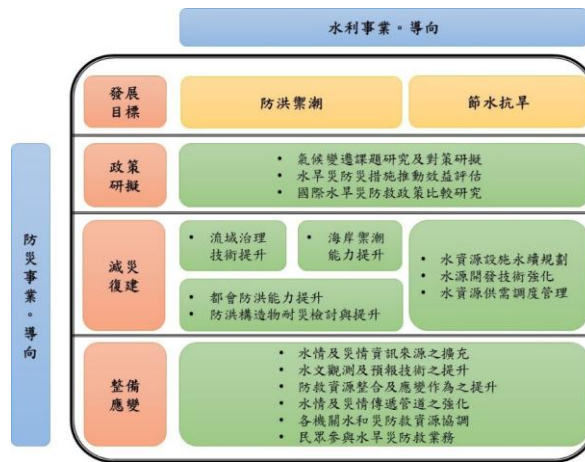 水利事業。導向
防災事業。導向
發展
目標
防洪禦潮
節水抗旱
政策
研擬
• 氣候變遷課題研究及對策研擬
• 水旱災防災措施推動效益評估
• 國際水旱災防救政策比較研究
減災
復建
• 流域治理
技術提升
• 海岸禦潮
能力提升
• 都會防洪能力提升
• 防洪構造物耐災檢討與提升
• 水資源設施永續規劃
• 水源開發技術強化
• 水資源供需調度管理
整備
應變
• 水情及災情資訊來源之擴充
• 水文觀測及預報技術之提升
• 防救資源整合及應變作為之提升
• 水情及災情傳遞管道之強化
• 各機關水和災防救資源協調
• 民眾參與水旱災防救業務